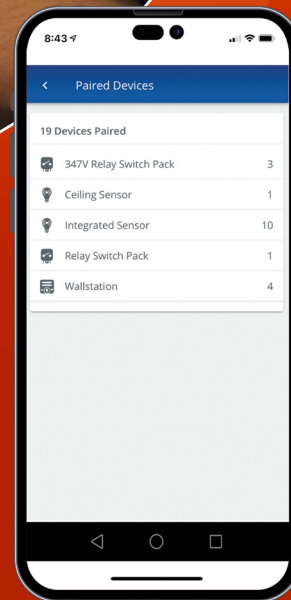 8:43
Paired Devices
19 Devices Paired
347V Relay Switch Pack 3
Ceiling Sensor 1
Integrated Sensor 10
Relay Switch Pack 1
Wallstation 4